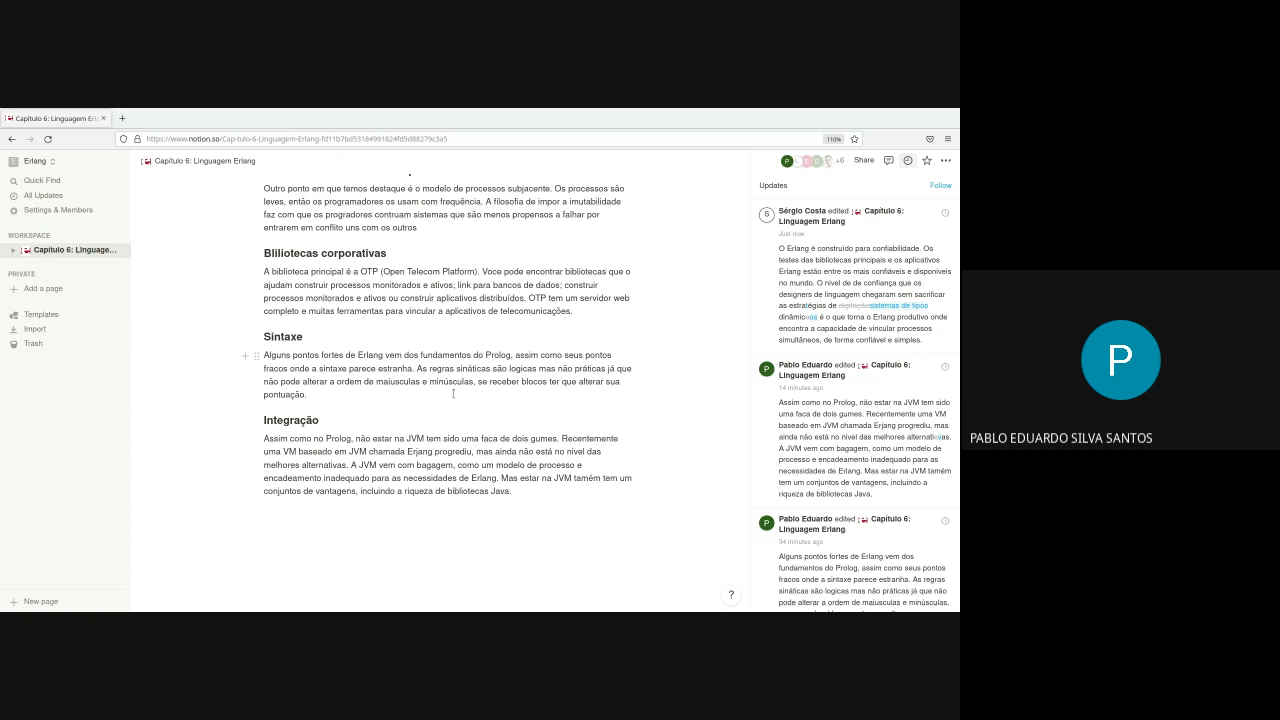 Capítulo 6: Linguagem Erl
https://www.notion.so/Cap-tulo-6-Linguagem-Erlang-fd11b7bd53184991824fd5d88279c3a5
110%
E Erlang
Quick Find
All Updates
Settings & Members
WORKSPACE
Capítulo 6: Linguage...
PRIVATE
Add a page
Templates
Import
Trash
New page
Capítulo 6: Linguagem Erlang
P
+6
Share
Outro ponto em que temos destaque é o modelo de processos subjacente. Os processos são
leves, então os programadores os usam com frequência. A filosofia de impor a imutabilidade
faz com que os progradores contruam sistemas que são menos propensos a falhar por
entrarem em conflito uns com os outros
Bliliotecas corporativas
A biblioteca principal é a OTP (Open Telecom Platform). Voce pode encontrar bibliotecas que o
ajudam construir processos monitorados e ativos; link para bancos de dados; construir
processos monitorados e ativos ou construir aplicativos distribuídos. OTP tem um servidor web
completo e muitas ferramentas para vincular a aplicativos de telecomunicações.
Sintaxe
Alguns pontos fortes de Erlang vem dos fundamentos do Prolog, assim como seus pontos
fracos onde a sintaxe parece estranha. As regras sináticas são logicas mas não práticas já que
não pode alterar a ordem de maiusculas e minúsculas, se receber blocos ter que alterar sua
pontuação.
Integração
Assim como no Prolog, não estar na JVM tem sido uma faca de dois gumes. Recentemente
uma VM baseado em JVM chamada Erjang progrediu, mas ainda não está no nivel das
melhores alternativas. A JVM vem com bagagem, como um modelo de processo e
encadeamento inadequado para as necessidades de Erlang. Mas estar na JVM tamém tem um
conjuntos de vantagens, incluindo a riqueza de bibliotecas Java.
?
Updates
Follow
S
Sérgio Costa edited Capítulo 6:
Linguagem Erlang
Just now
O Erlang é construído para confiabilidade. Os
testes das bibliotecas principais e os aplicativos
Erlang estão entre os mais confiáveis e disponiveis
no mundo. O nivel de de confiança que os
designers de linguagem chegaram sem sacrificar
as estratégias de digitaçãosistemas de tipos
é o que torna o Erlang produtivo onde
encontra a capacidade de vincular processos
simultâneos, de forma confiável e simples.
P
Pablo Eduardo edited Capítulo 6:
Linguagem Erlang
14 minutes ago
Assim como no Prolog, não estar na JVM tem sido
uma faca de dois gumes. Recentemente uma VM
baseado em JVM chamada Erjang progrediu, mas
ainda não está no nivel das melhores
A JVM vem com bagagem, como um modelo de
processo e encadeamento inadequado para as
necessidades de Erlang. Mas estar na JVM tamém
tem um conjuntos de vantagens, incluindo a
riqueza de bibliotecas Java.
P
Pablo Eduardo edited Capítulo 6:
Linguagem Erlang
34 minutes ago
Alguns pontos fortes de Erlang vem dos
fundamentos do Prolog, assim como seus pontos
fracos onde a sintaxe parece estranha. As regras
sináticas são logicas mas não práticas já que não
pode alterar a ordem de maiusculas e minúsculas,
P
PABLO EDUARDO SILVA SANTOS